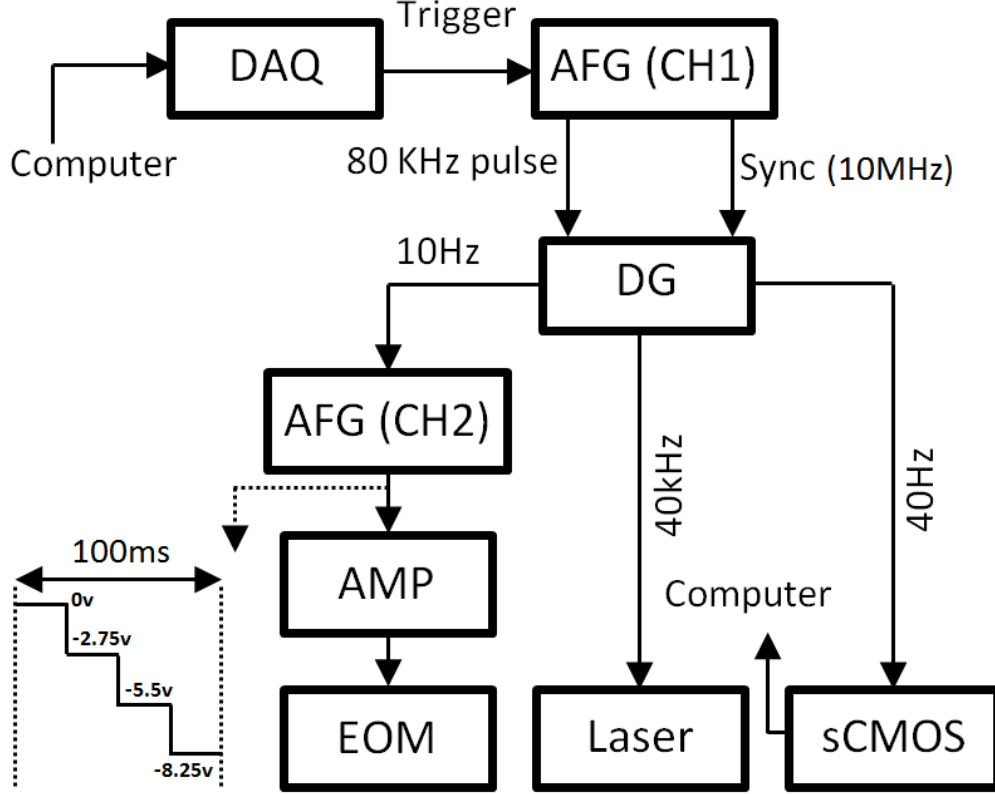 Trigger
DAQ
AFG (CH1)
Computer
80 KHz pulse
Sync (10MHz)
10Hz
DG
AFG (CH2)
40kHz
40Hz
100ms
AMP
Computer
0v
-2.75v
-5.5v
-8.25v
EOM
Laser
sCMOS